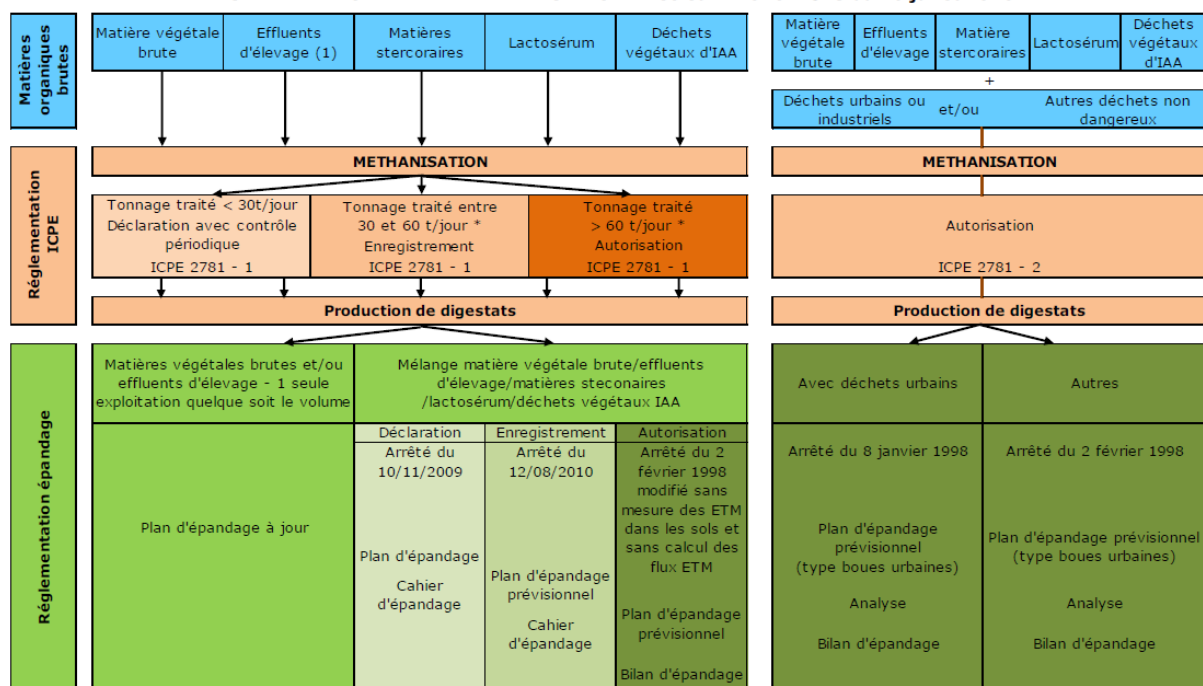 Matières
organiques
brutes
Matière végétale
brute
Effluents
d'élevage (1)
Matières
stercoraires
Lactosérum
Déchets
végétaux d'IAA
Matière
végétale
brute
Effluents
d'élevage
Matière
stercoraires
Lactosérum
Déchets
végétaux
d'IAA
+
Déchets urbains ou
industriels
et/ou
Autres déchets non
dangereux
Réglementation
ICPE
METHANISATION
Tonnage traité < 30t/jour
Déclaration avec contrôle
périodique
ICPE 2781 - 1
Tonnage traité entre
30 et 60 t/jour *
Enregistrement
ICPE 2781 - 1
Tonnage traité
> 60 t/jour *
Autorisation
ICPE 2781 - 1
Production de digestats
METHANISATION
Autorisation
ICPE 2781 - 2
Production de digestats
Réglementation épandage
Matières végétales brutes et/ou
effluents d'élevage - 1 seule
exploitation quelque soit le volume
Mélange matière végétale brute/effluents
d'élevage/matières steconaires
/lactosérum/déchets végétaux IAA
Plan d'épandage à jour
Déclaration
Arrêté du
10/11/2009
Plan d'épandage
Cahier
d'épandage
Enregistrement
Arrêté du
12/08/2010
Plan d'épandage
prévisionnel
Cahier
d'épandage
Autorisation
Arrêté du 2
février 1998
modifié sans
mesure des ETM
dans les sols et
sans calcul des
flux ETM
Plan d'épandage
prévisionnel
Bilan d'épandage
Avec déchets urbains
Arrêté du 8 janvier 1998
Plan d'épandage
prévisionnel
(type boues urbaines)
Analyse
Bilan d'épandage
Autres
Arrêté du 2 février 1998
Plan d'épandage prévisionnel
(type boues urbaines)
Analyse
Bilan d'épandage